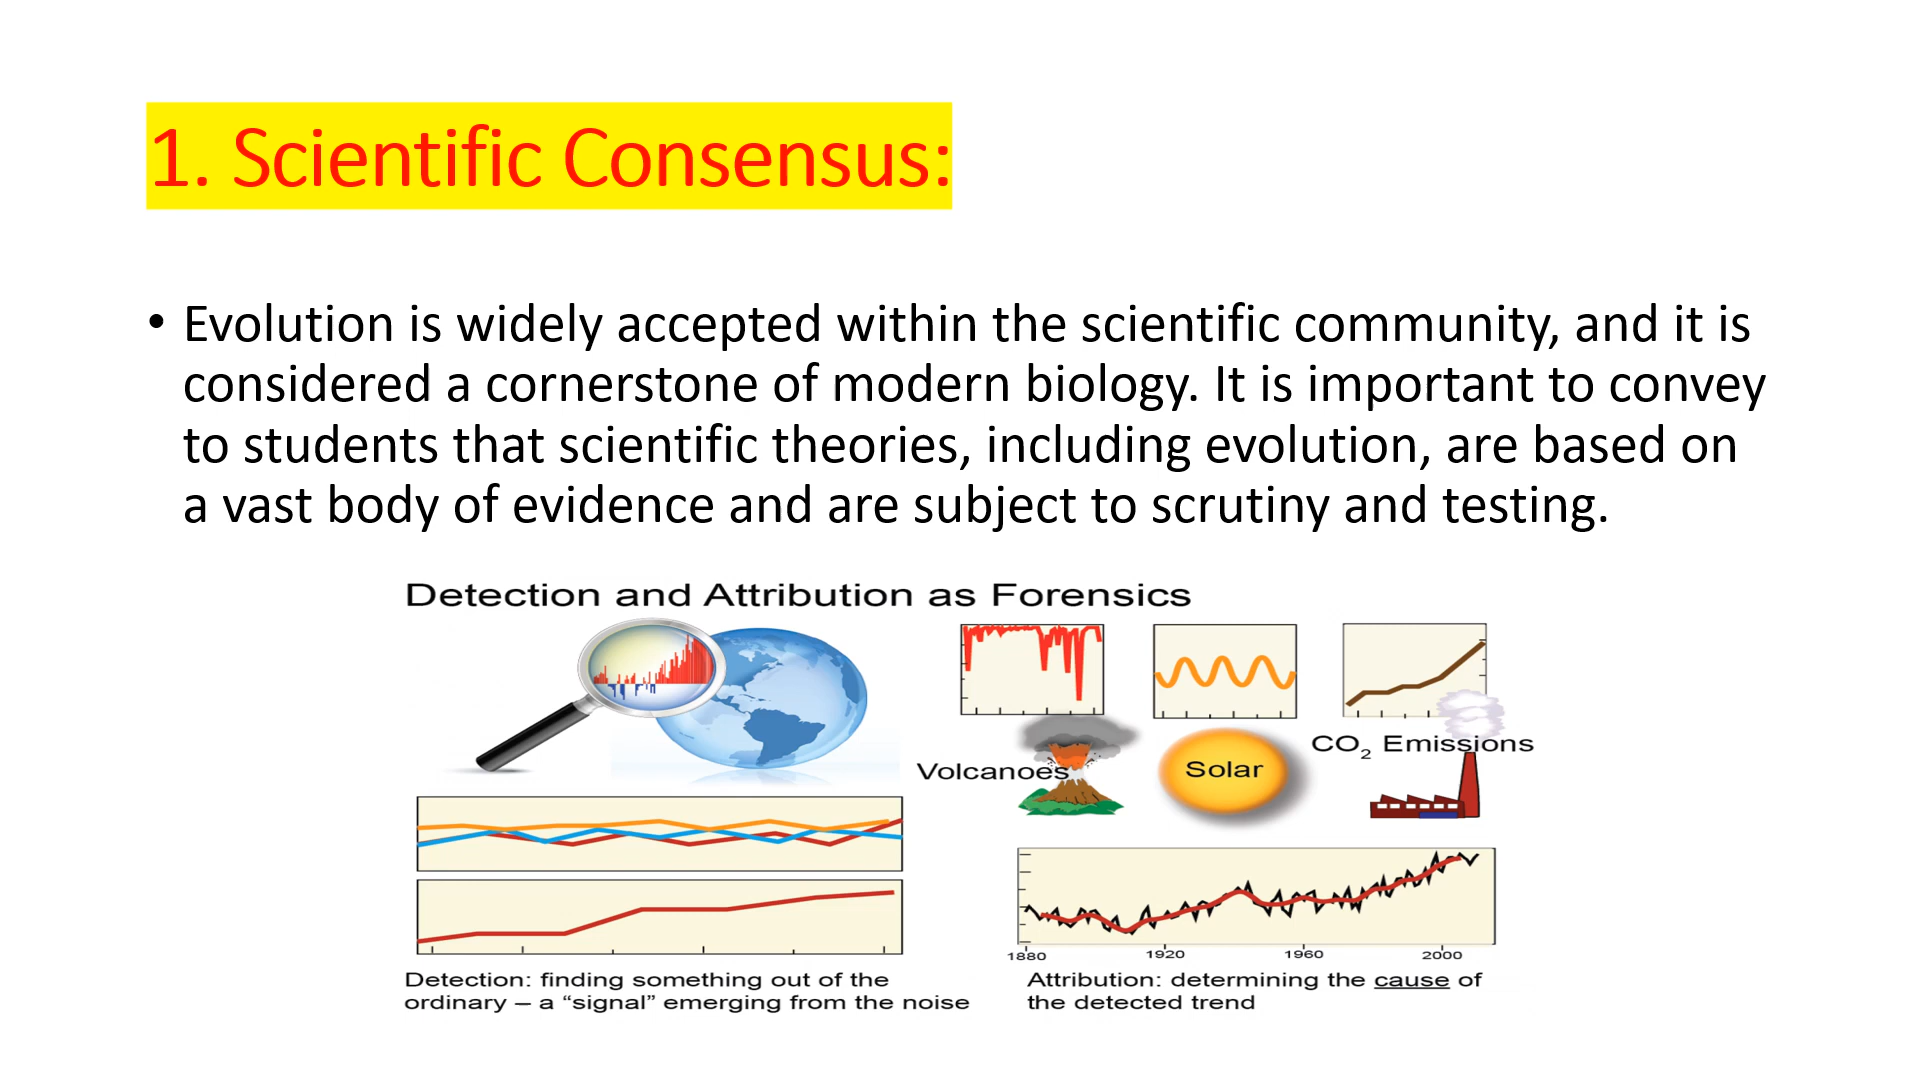 1. Scientific Consensus:
• Evolution is widely accepted within the scientific community, and it is
considered a cornerstone of modern biology. It is important to convey
to students that scientific theories, including evolution, are based on
a vast body of evidence and are subject to scrutiny and testing.
Detection and Attribution as Forensics
Volcanoes
Solar
CO₂ Emissions
1880 1920 1960 2000
Detection: finding something out of the
ordinary – a “signal” emerging from the noise
Attribution: determining the cause of
the detected trend